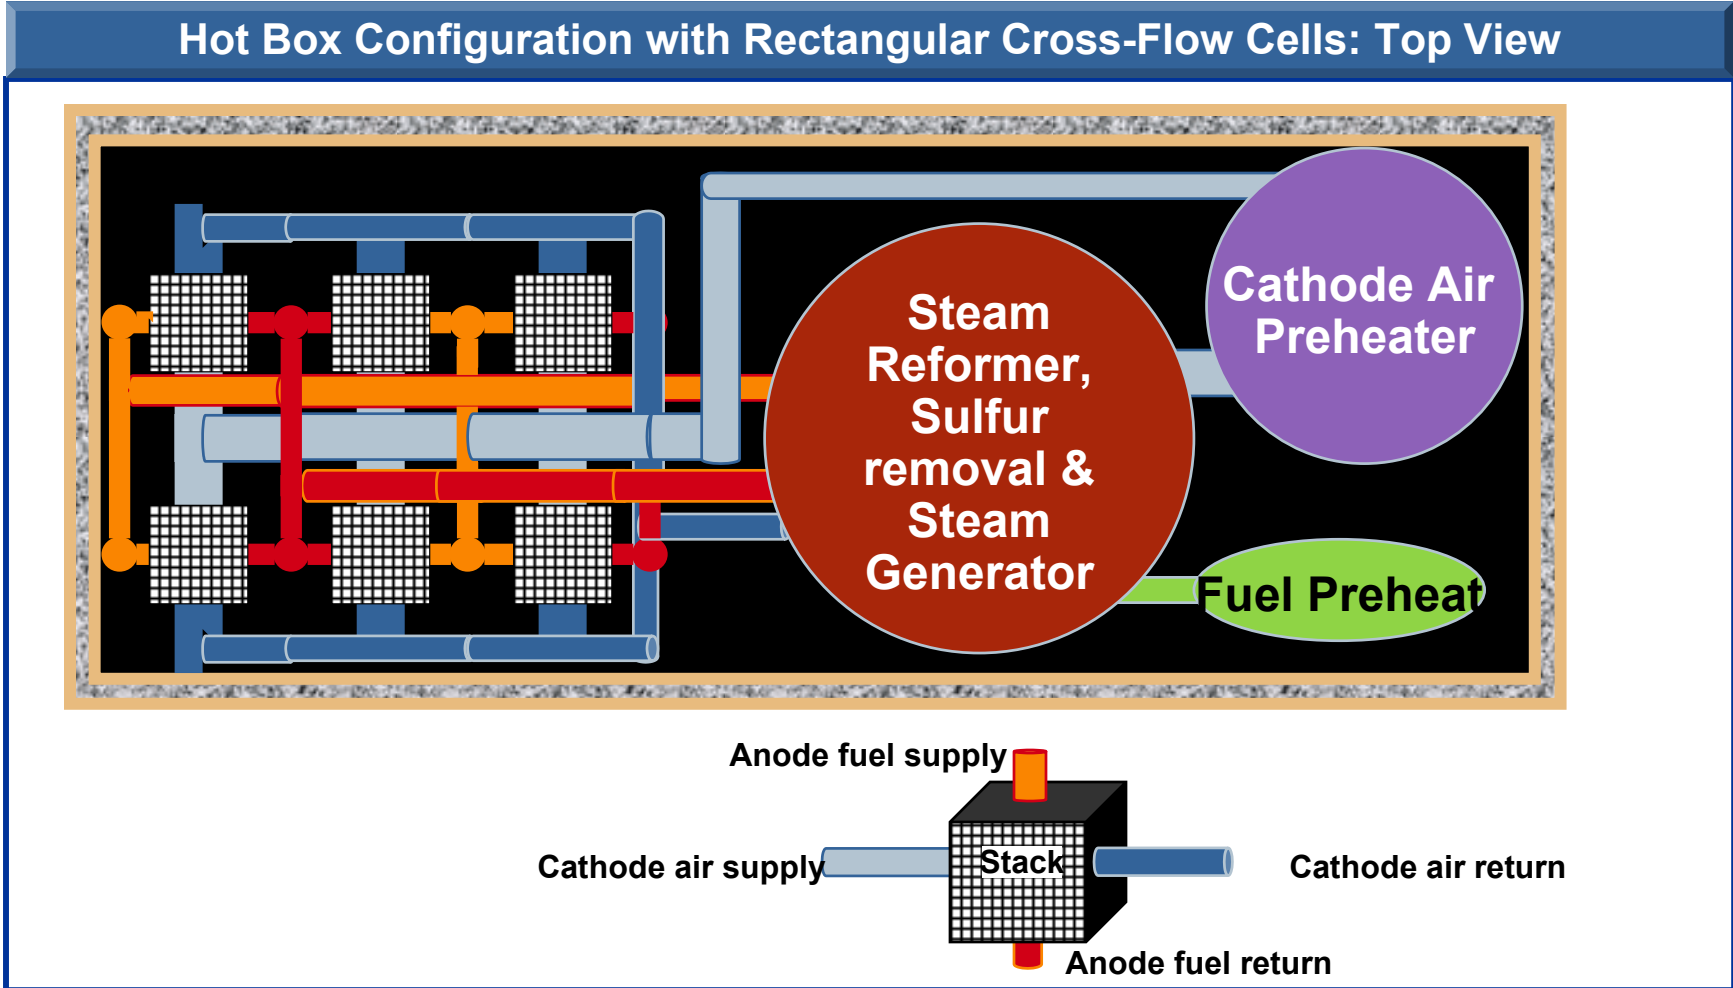 Hot Box Configuration with Rectangular Cross-Flow Cells: Top View
Steam
Reformer,
Sulfur
removal &
Steam
Generator
Cathode Air
Preheater
Fuel Preheat
Anode fuel supply
Cathode air supply
Stack
Cathode air return
Anode fuel return